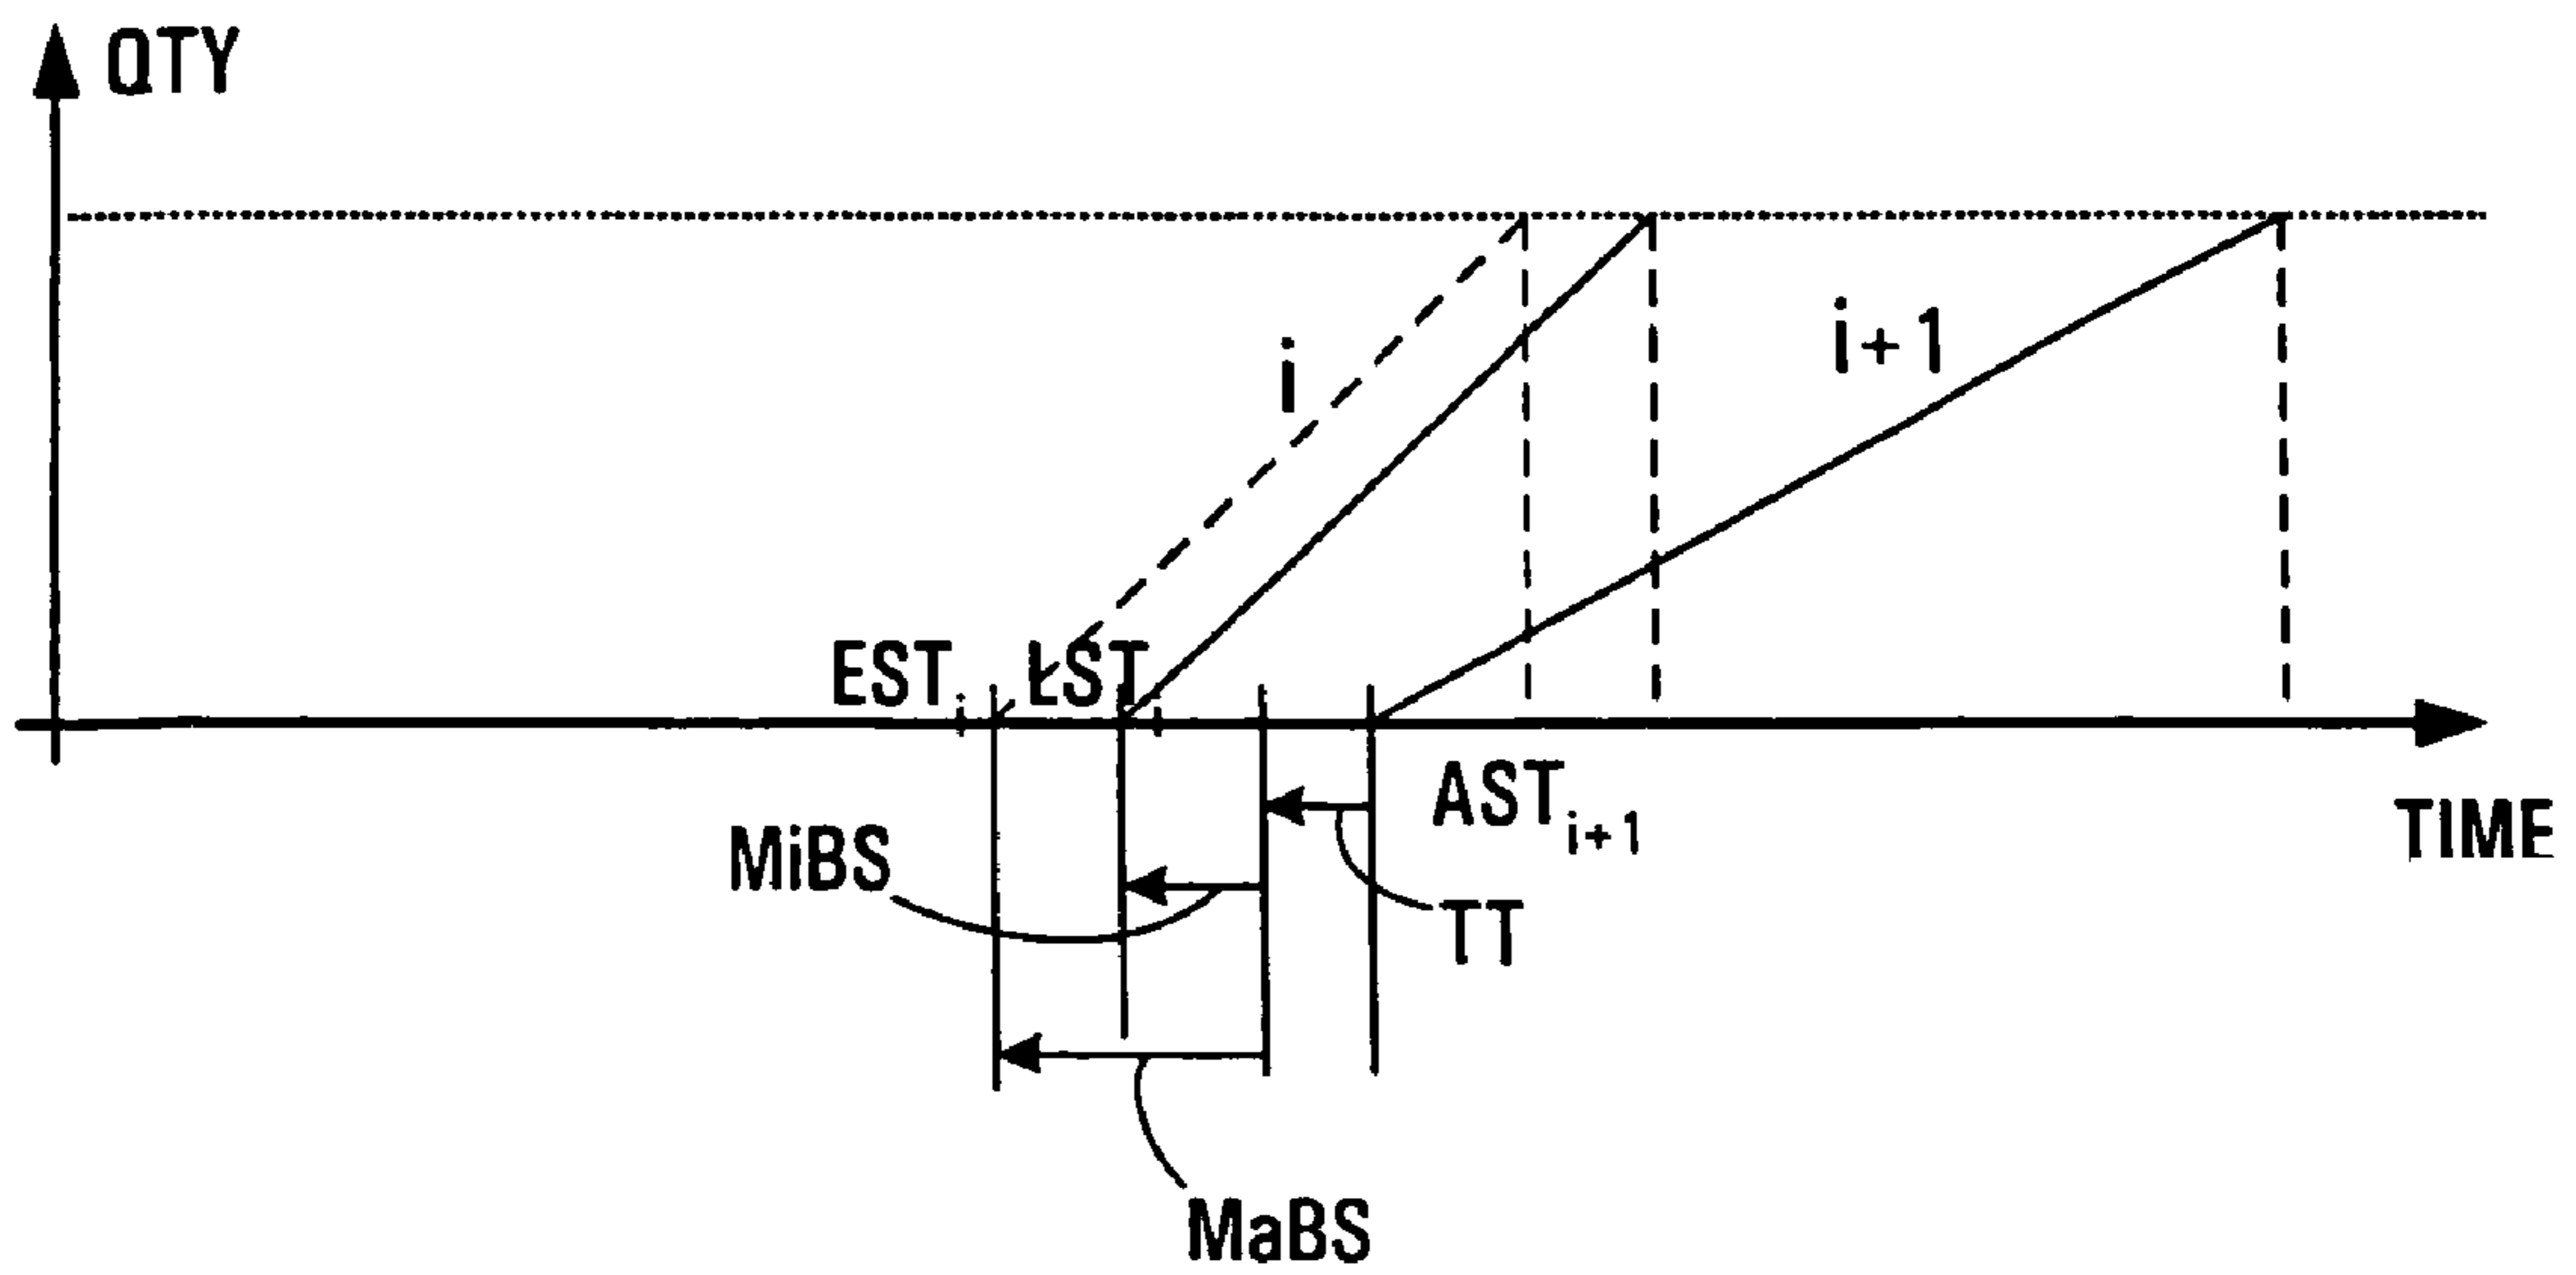 QTY
i
i+1
EST i
LST i
AST i+1
TIME
MiBS
TT
MaBS